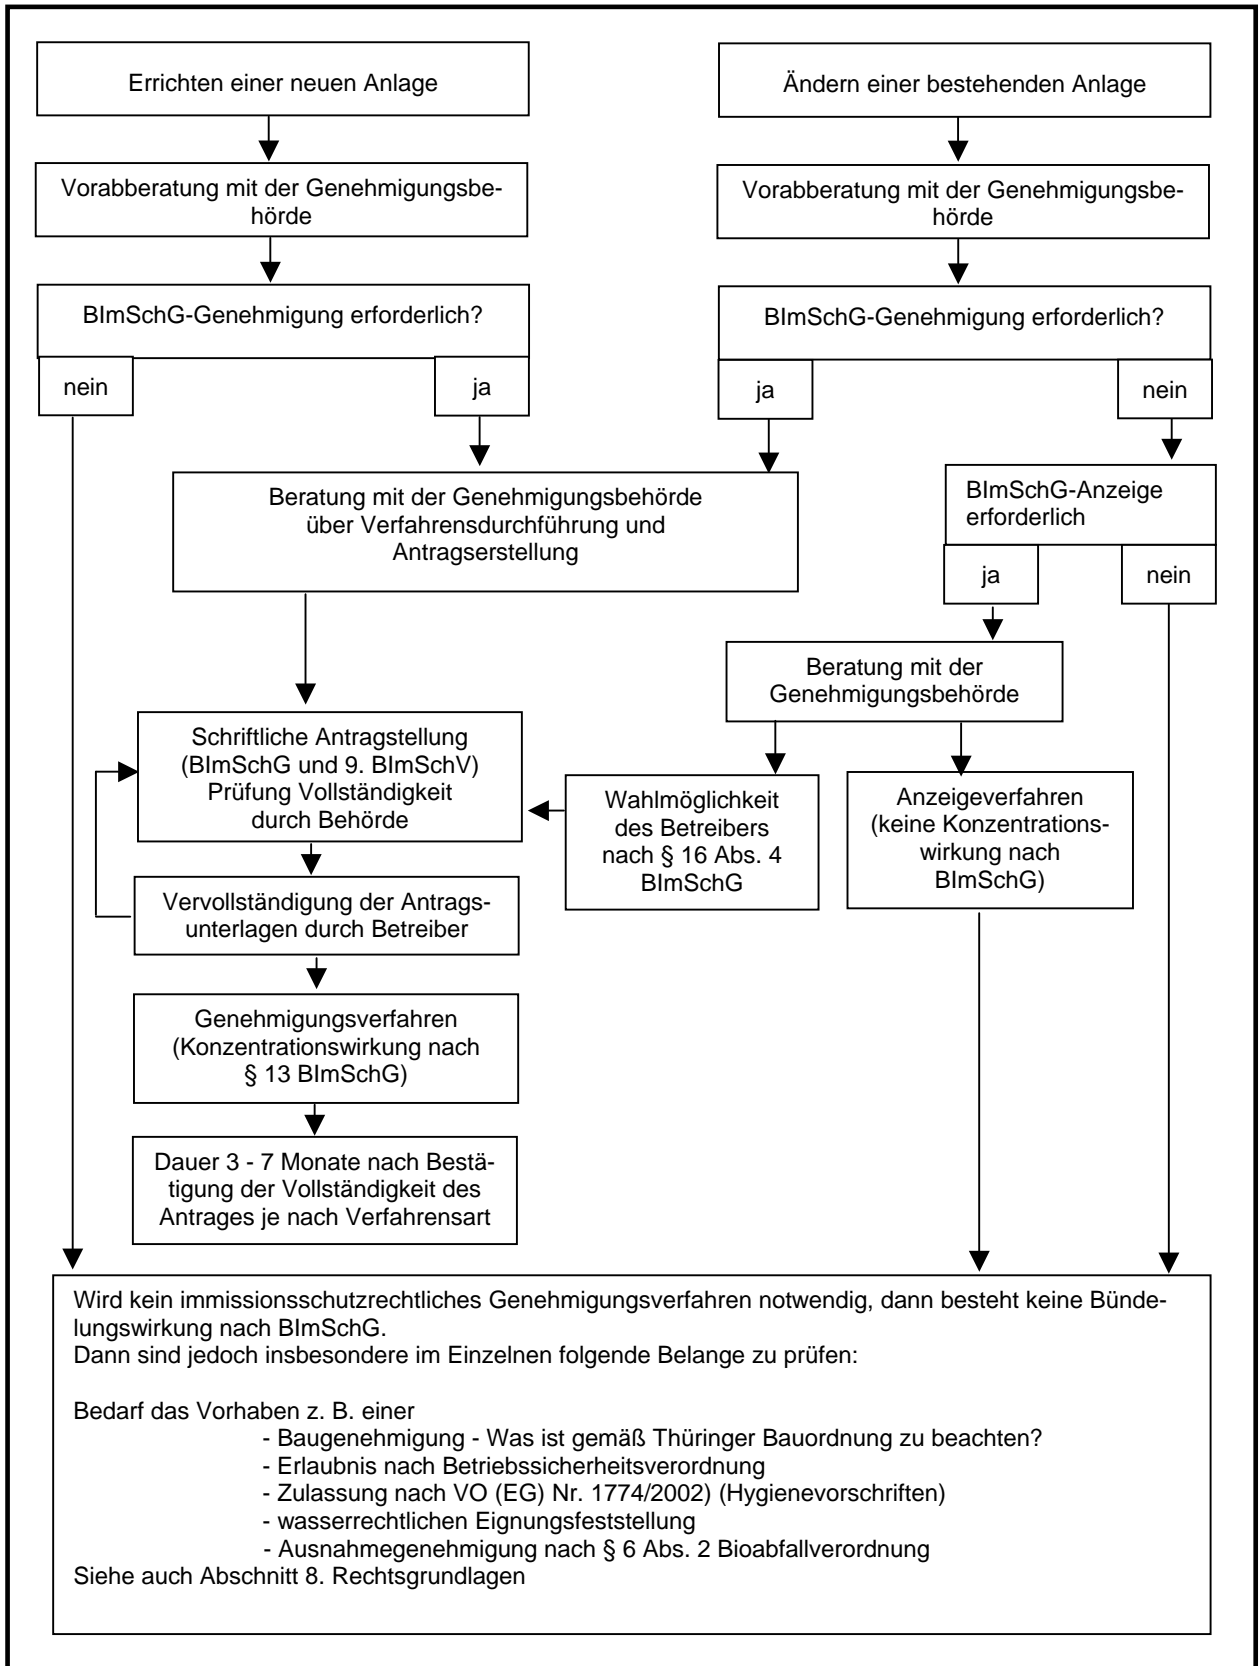 Errichten einer neuen Anlage
Ändern einer bestehenden Anlage
Vorabberatung mit der Genehmigungsbe-
hörde
Vorabberatung mit der Genehmigungsbe-
hörde
BImSchG-Genehmigung erforderlich?
nein
ja
BImSchG-Genehmigung erforderlich?
ja
nein
Beratung mit der Genehmigungsbehörde
über Verfahrensdurchführung und
Antragserstellung
BImSchG-Anzeige
erforderlich
ja
nein
Beratung mit der
Genehmigungsbehörde
Schriftliche Antragstellung
(BImSchG und 9. BImSchV)
Prüfung Vollständigkeit
durch Behörde
Wahlmöglichkeit
des Betreibers
nach § 16 Abs. 4
BImSchG
Anzeigeverfahren
(keine Konzentrations-
wirkung nach
BImSchG)
Vervollständigung der Antrags-
unterlagen durch Betreiber
Genehmigungsverfahren
(Konzentrationswirkung nach
§ 13 BImSchG)
Dauer 3 - 7 Monate nach Bestä-
tigung der Vollständigkeit des
Antrages je nach Verfahrensart
Wird kein immissionsschutzrechtliches Genehmigungsverfahren notwendig, dann besteht keine Bünde-
lungswirkung nach BImSchG.
Dann sind jedoch insbesondere im Einzelnen folgende Belange zu prüfen:
Bedarf das Vorhaben z. B. einer
- Baugenehmigung - Was ist gemäß Thüringer Bauordnung zu beachten?
- Erlaubnis nach Betriebssicherheitsverordnung
- Zulassung nach VO (EG) Nr. 1774/2002) (Hygienevorschriften)
- wasserrechtlichen Eignungsfeststellung
- Ausnahmegenehmigung nach § 6 Abs. 2 Bioabfallverordnung
Siehe auch Abschnitt 8. Rechtsgrundlagen